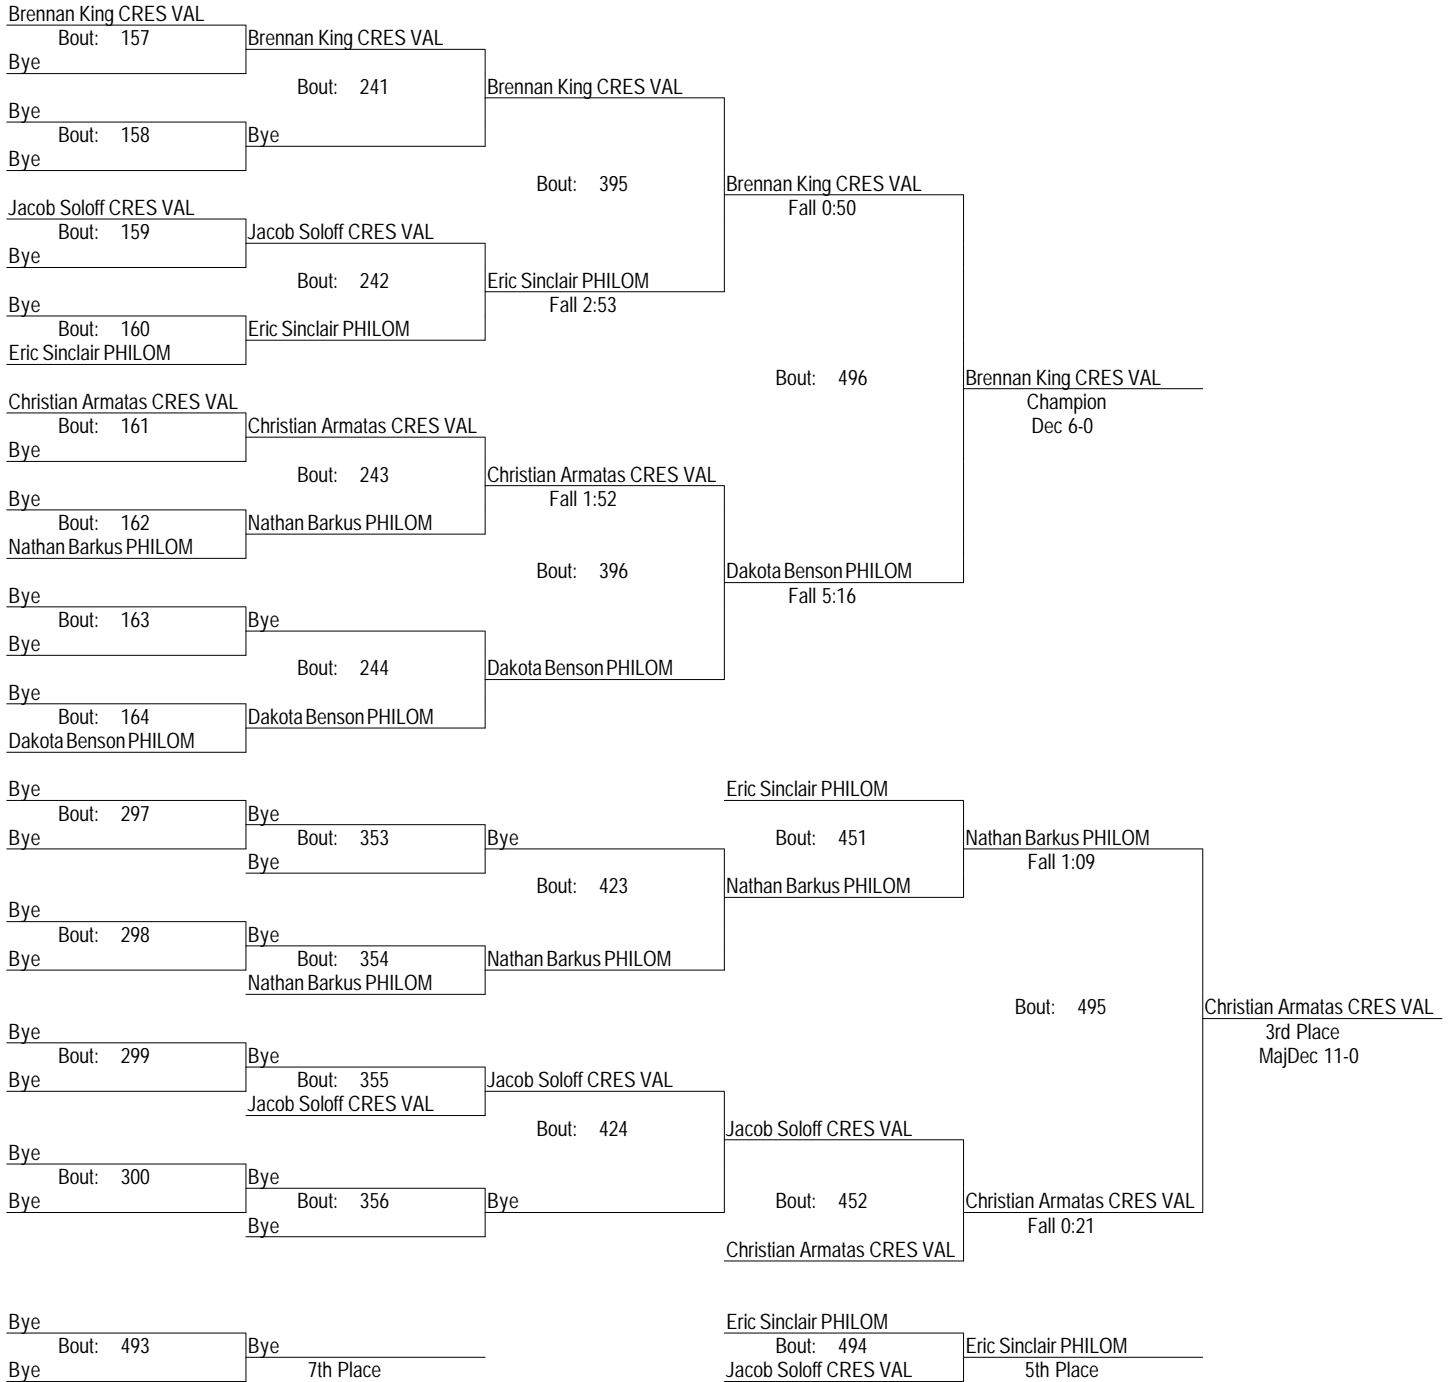 Brennan King CRES VAL
Bout: 157 Brennan King CRES VAL
Bye
Bout: 241 Brennan King CRES VAL
Bye
Bout: 158 Bye
Bye
Bout: 395 Brennan King CRES VAL
Jacob Soloff CRES VAL Fall 0:50
Bout: 159 Jacob Soloff CRES VAL
Bye
Bout: 242 Eric Sinclair PHILOM
Bye Fall 2:53
Bout: 160 Eric Sinclair PHILOM
Eric Sinclair PHILOM
Bout: 496 Brennan King CRES VAL
Christian Armatas CRES VAL Champion
Bout: 161 Christian Armatas CRES VAL Dec 6-0
Bye
Bout: 243 Christian Armatas CRES VAL
Bye Fall 1:52
Bout: 162 Nathan Barkus PHILOM
Nathan Barkus PHILOM
Bout: 396 Dakota Benson PHILOM
Bye Fall 5:16
Bout: 163 Bye
Bye
Bout: 244 Dakota Benson PHILOM
Bye
Bout: 164 Dakota Benson PHILOM
Dakota Benson PHILOM
Bye Eric Sinclair PHILOM
Bout: 297 Bye
Bye Bout: 353 Bye Bout: 451 Nathan Barkus PHILOM
Bye Fall 1:09
Bout: 423 Nathan Barkus PHILOM
Bye
Bout: 298 Bye
Bye Bout: 354 Nathan Barkus PHILOM
Nathan Barkus PHILOM
Bout: 495 Christian Armatas CRES VAL
Bye 3rd Place
Bout: 299 Bye MajDec 11-0
Bye Bout: 355 Jacob Soloff CRES VAL
Jacob Soloff CRES VAL
Bout: 424 Jacob Soloff CRES VAL
Bye
Bout: 300 Bye
Bye Bout: 356 Bye Bout: 452 Christian Armatas CRES VAL
Bye Fall 0:21
Christian Armatas CRES VAL
Bye Eric Sinclair PHILOM
Bout: 493 Bye Bout: 494 Eric Sinclair PHILOM
Bye 7th Place Jacob Soloff CRES VAL 5th Place